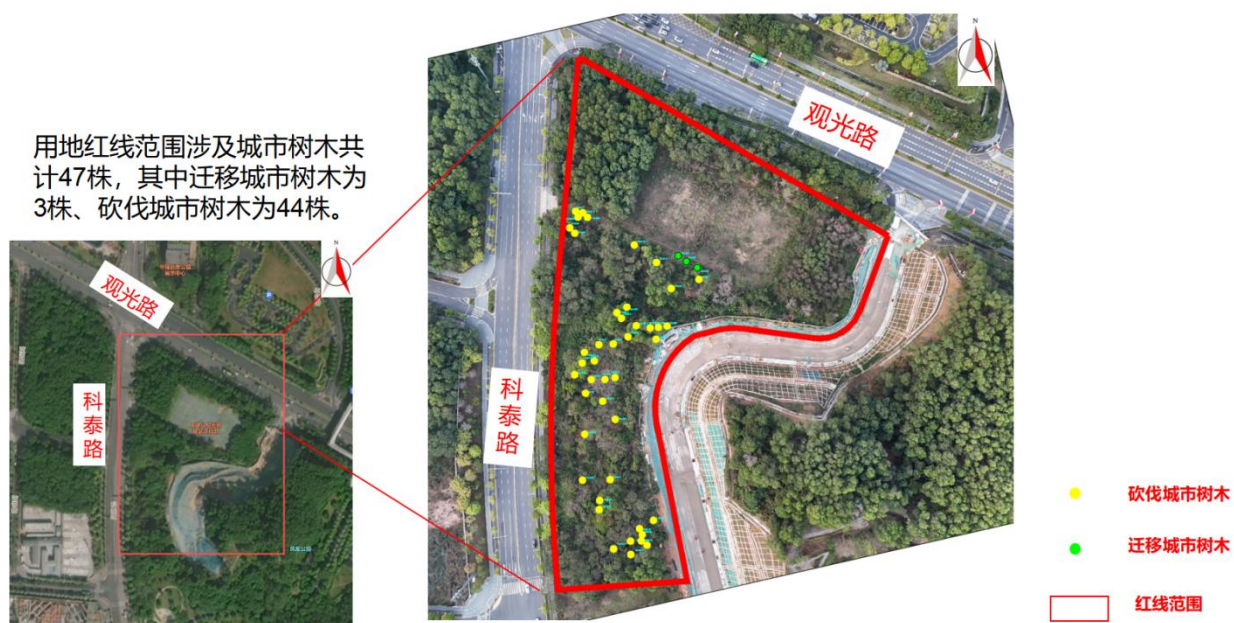 用地红线范围涉及城市树木共
计47株，其中迁移城市树木为
3株、砍伐城市树木为44株。
N
观光路
科泰路
N
观光路
科泰路
砍伐城市树木
迁移城市树木
红线范围